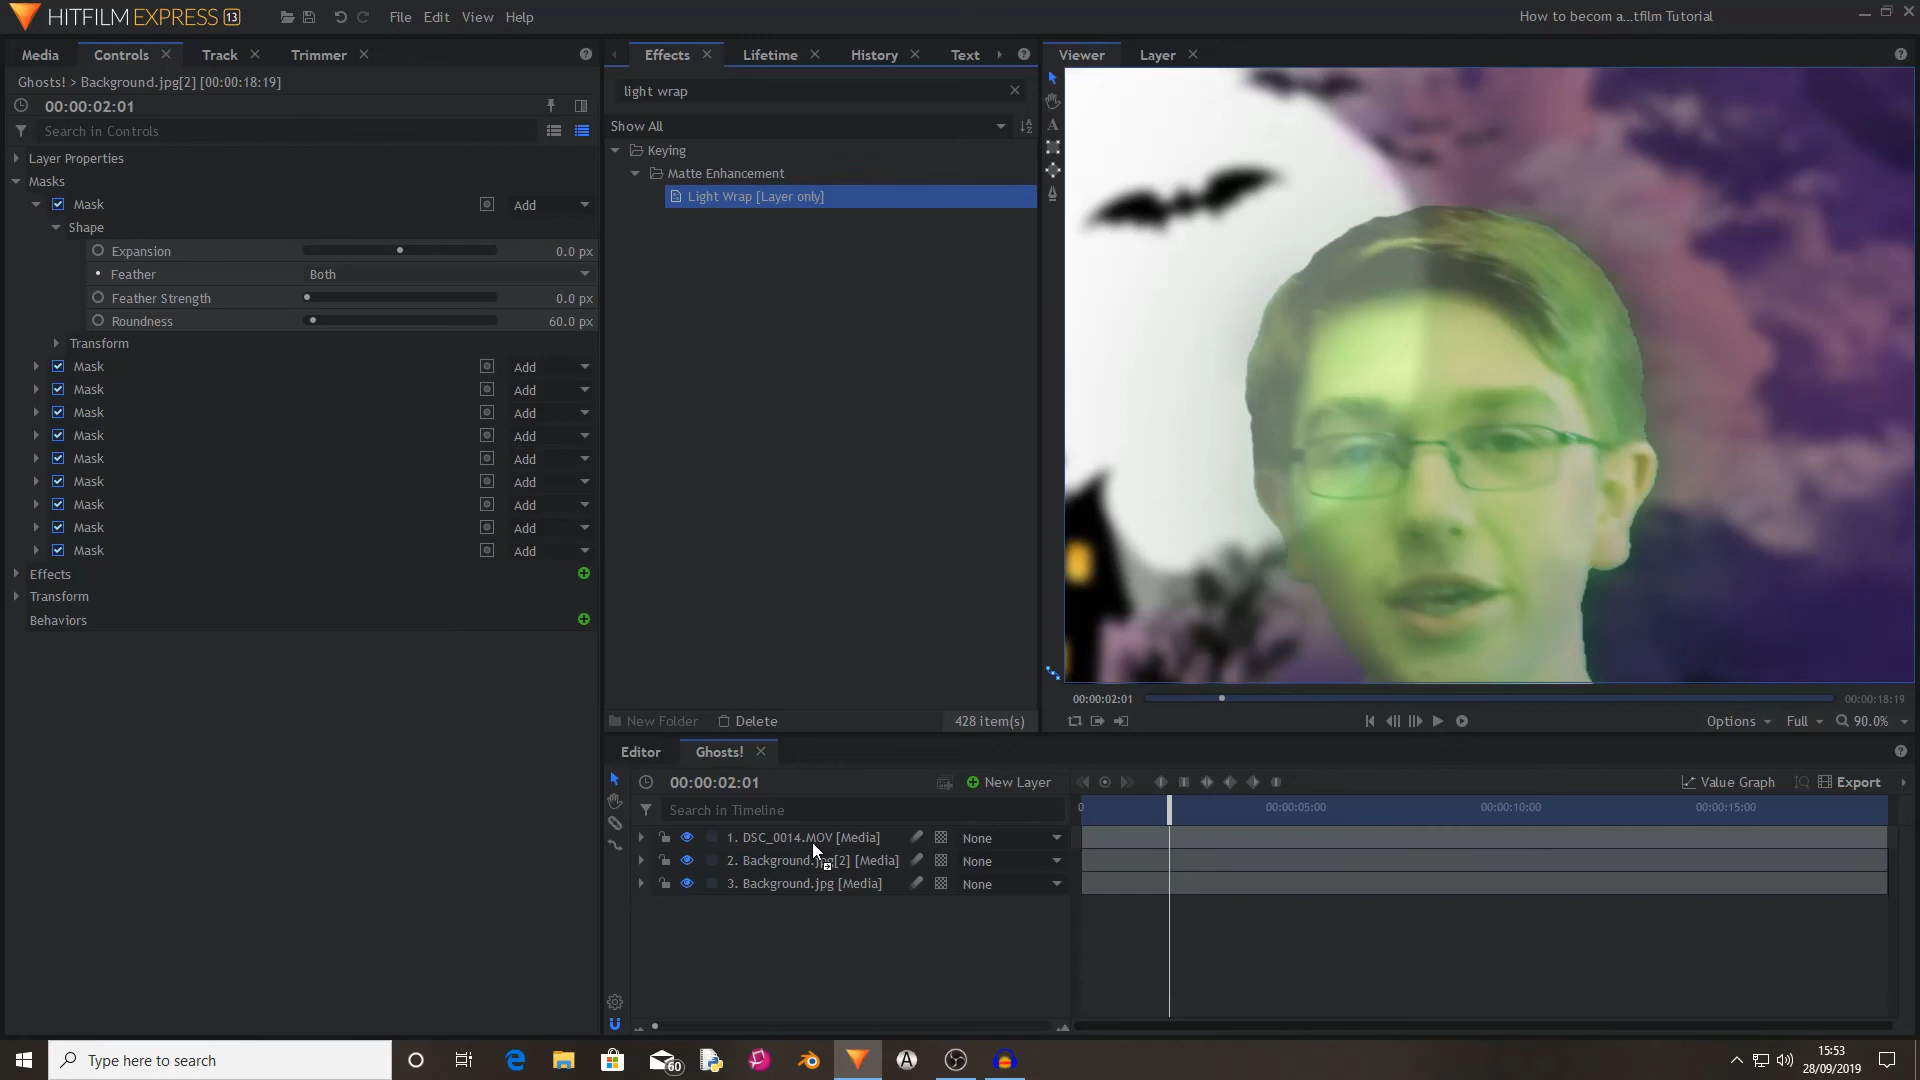 HITFILM EXPRESS 13
File Edit View Help
How to becom a...tfilm Tutorial
Media Controls Track Trimmer
Effects Lifetime History Text
Viewer Layer
Ghosts! > Background.jpg[2] [00:00:18:19]
00:00:02:01
Search in Controls
Layer Properties
Masks
Mask Add
Shape
Expansion 0.0 px
Feather Both
Feather Strength 0.0 px
Roundness 60.0 px
Transform
Mask Add
Mask Add
Mask Add
Mask Add
Mask Add
Mask Add
Mask Add
Mask Add
Mask Add
Effects
Transform
Behaviors
light wrap
Show All
Keying
Matte Enhancement
Light Wrap [Layer only]
New Folder Delete 428 item(s)
00:00:02:01 00:00:18:19
Options Full 90.0%
Editor Ghosts!
00:00:02:01 New Layer Value Graph Export
Search in Timeline
0 00:00:05:00 00:00:10:00 00:00:15:00
1. DSC_0014.MOV [Media] None
2. Background.jpg[2] [Media] None
3. Background.jpg [Media] None
Type here to search
60
15:53
28/09/2019